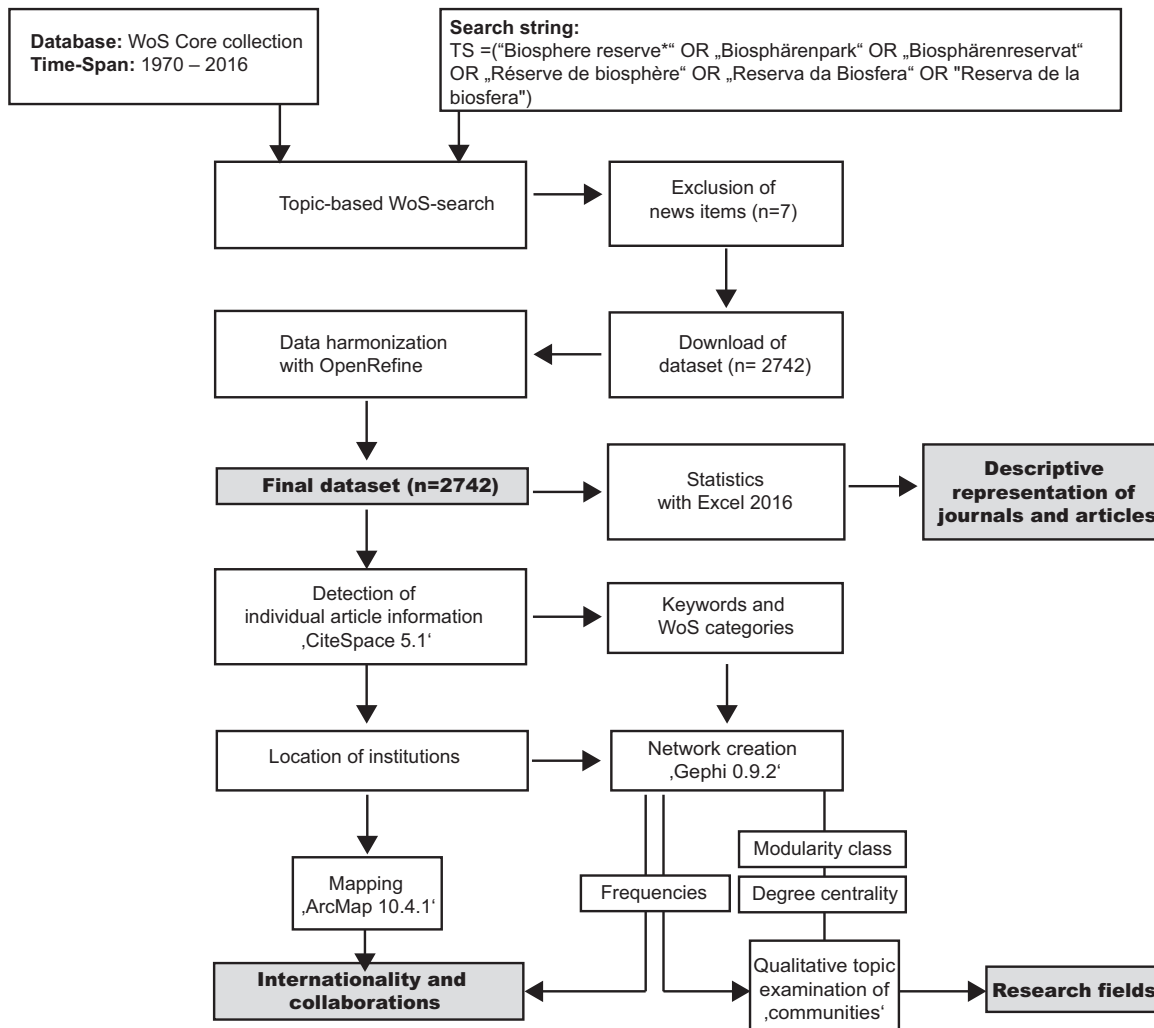 Database: WoS Core collection
Time-Span: 1970 – 2016
Search string:
TS =(“Biosphere reserve*“ OR „Biosphärenpark“ OR „Biosphärenreservat“
OR „Réserve de biosphère“ OR „Reserva da Biosfera“ OR "Reserva de la
biosfera")
Topic-based WoS-search
Exclusion of
news items (n=7)
Data harmonization
with OpenRefine
Download of
dataset (n= 2742)
Final dataset (n=2742)
Statistics
with Excel 2016
Descriptive
representation of
journals and articles
Detection of
individual article information
‚CiteSpace 5.1‘
Keywords and
WoS categories
Location of institutions
Network creation
‚Gephi 0.9.2‘
Mapping
‚ArcMap 10.4.1‘
Frequencies
Modularity class
Degree centrality
Internationality and
collaborations
Qualitative topic
examination of
‚communities‘
Research fields